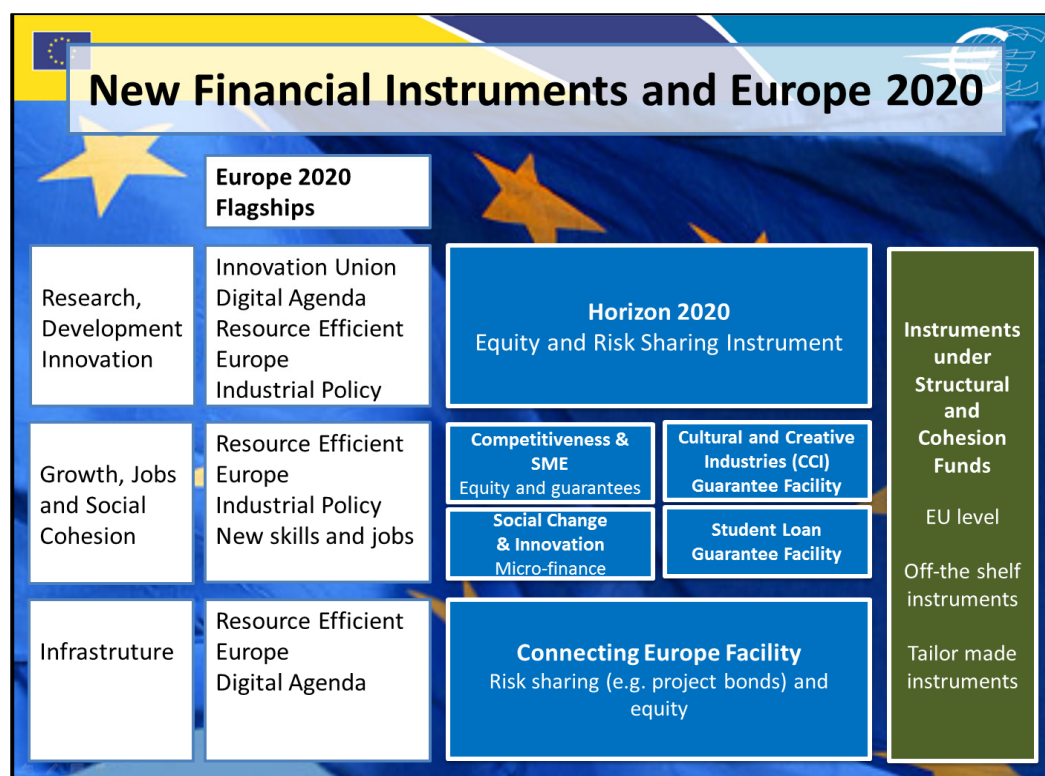 New Financial Instruments and Europe 2020
Europe 2020
Flagships
Research,
Development
Innovation
Innovation Union
Digital Agenda
Resource Efficient
Europe
Industrial Policy
Horizon 2020
Equity and Risk Sharing Instrument
Growth, Jobs
and Social
Cohesion
Resource Efficient
Europe
Industrial Policy
New skills and jobs
Competitiveness &
SME
Equity and guarantees
Cultural and Creative
Industries (CCI)
Guarantee Facility
Social Change
& Innovation
Micro-finance
Student Loan
Guarantee Facility
Infrastruture
Resource Efficient
Europe
Digital Agenda
Connecting Europe Facility
Risk sharing (e.g. project bonds) and
equity
Instruments
under
Structural
and
Cohesion
Funds
EU level
Off-the shelf
instruments
Tailor made
instruments